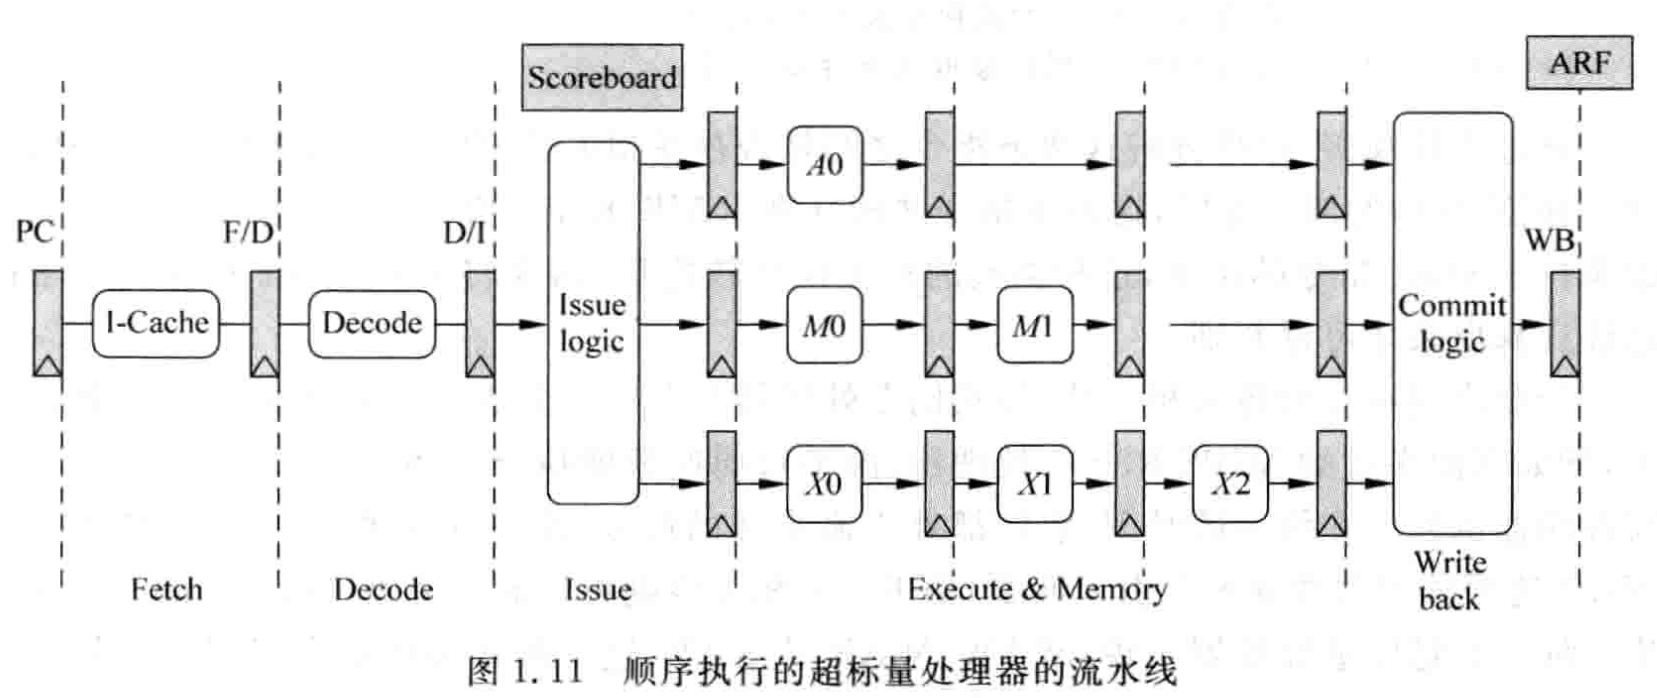 Scoreboard
ARF
A0
PC
F/D
D/I
WB
I-Cache
Decode
Issue
logic
M0
M1
Commit
logic
X0
X1
X2
Fetch
Decode
Issue
Execute & Memory
Write
back
图 1.11 顺序执行的超标量处理器的流水线